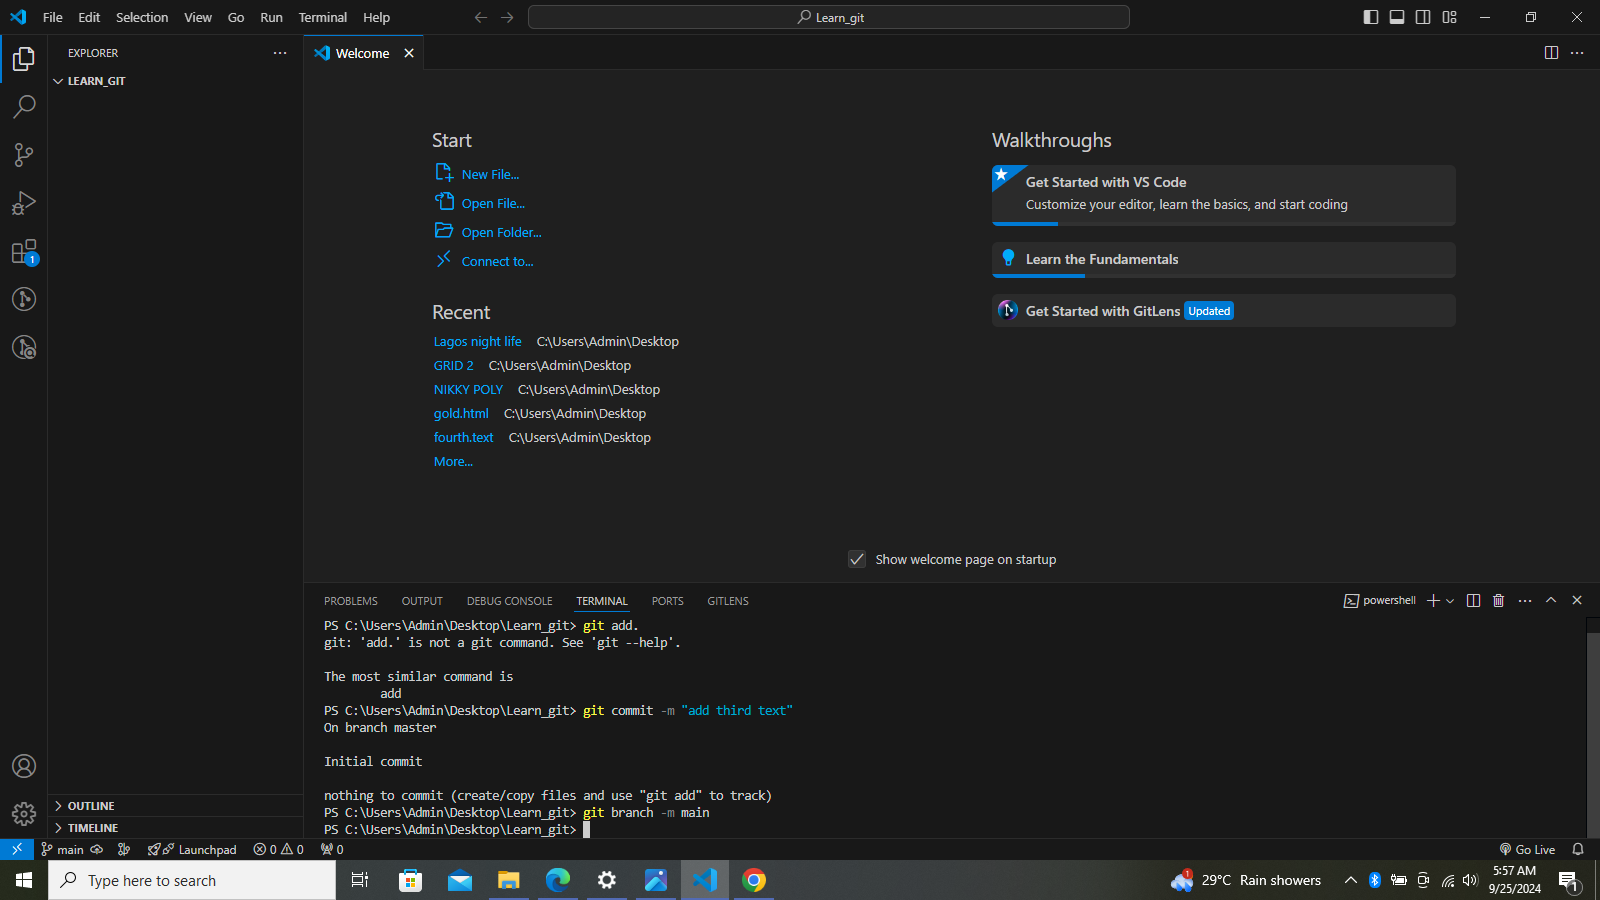 File Edit Selection View Go Run Terminal Help
Learn_git
EXPLORER
Welcome
LEARN_GIT
Start
New File...
Open File...
Open Folder...
Connect to...
Recent
Lagos night life C:\Users\Admin\Desktop
GRID 2 C:\Users\Admin\Desktop
NIKKY POLY C:\Users\Admin\Desktop
gold.html C:\Users\Admin\Desktop
fourth.text C:\Users\Admin\Desktop
More...
Walkthroughs
Get Started with VS Code
Customize your editor, learn the basics, and start coding
Learn the Fundamentals
Get Started with GitLens Updated
1
Show welcome page on startup
PROBLEMS OUTPUT DEBUG CONSOLE TERMINAL PORTS GITLENS
powershell
PS C:\Users\Admin\Desktop\Learn_git> git add.
git: 'add.' is not a git command. See 'git --help'.
The most similar command is
add
PS C:\Users\Admin\Desktop\Learn_git> git commit -m "add third text"
On branch master
Initial commit
nothing to commit (create/copy files and use "git add" to track)
PS C:\Users\Admin\Desktop\Learn_git> git branch -m main
PS C:\Users\Admin\Desktop\Learn_git>
OUTLINE
TIMELINE
main Launchpad 0 0 0
Go Live
Type here to search
1
29°C Rain showers
5:57 AM
9/25/2024
1